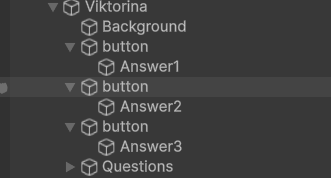 Viktorina
Background
button
Answer1
button
Answer2
button
Answer3
Questions